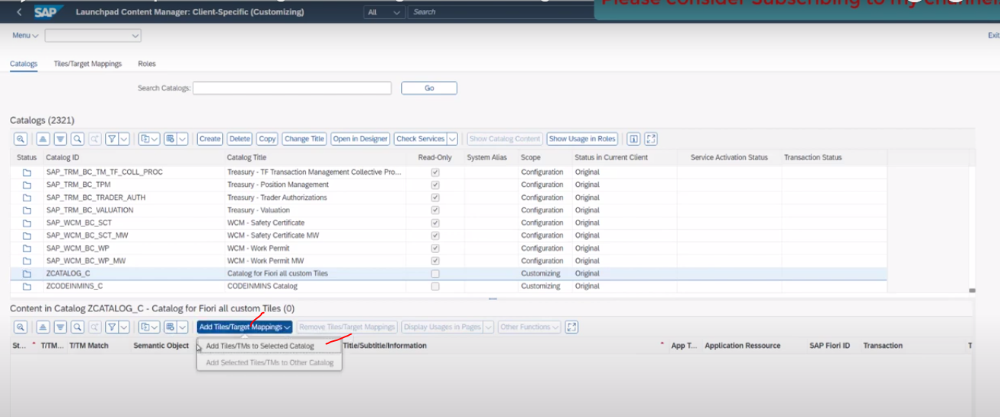 Please consider Subscribing to my channel
SAP Launchpad Content Manager: Client-Specific (Customizing) All Search
Menu Exit
Catalogs Tiles/Target Mappings Roles
Search Catalogs: Go
Catalogs (2321)
Create Delete Copy Change Title Open in Designer Check Services Show Catalog Content Show Usage in Roles
Status Catalog ID Catalog Title Read-Only System Alias Scope Status in Current Client Service Activation Status Transaction Status
SAP_TRM_BC_TM_TF_COLL_PROC Treasury - TF Transaction Management Collective Pro... Configuration Original
SAP_TRM_BC_TPM Treasury - Position Management Configuration Original
SAP_TRM_BC_TRADER_AUTH Treasury - Trader Authorizations Configuration Original
SAP_TRM_BC_VALUATION Treasury - Valuation Configuration Original
SAP_WCM_BC_SCT WCM - Safety Certificate Configuration Original
SAP_WCM_BC_SCT_MW WCM - Safety Certificate MW Configuration Original
SAP_WCM_BC_WP WCM - Work Permit Configuration Original
SAP_WCM_BC_WP_MW WCM - Work Permit MW Configuration Original
ZCATALOG_C Catalog for Fiori all custom Tiles Customizing Original
ZCODEINMINS_C CODEINMINS Catalog Customizing Original
Content in Catalog ZCATALOG_C - Catalog for Fiori all custom Tiles (0)
Add Tiles/Target Mappings Remove Tiles/Target Mappings Display Usages in Pages Other Functions
St... T/TM... T/TM Match Semantic Object Title/Subtitle/Information App T... Application Ressource SAP Fiori ID Transaction T
Add Tiles/TMs to Selected Catalog
Add Selected Tiles/TMs to Other Catalog